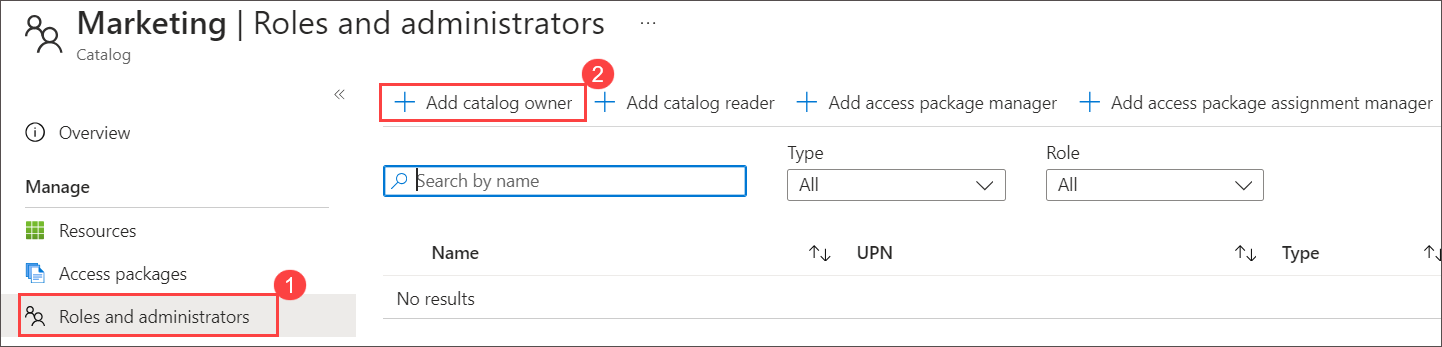 Marketing | Roles and administrators ...
Catalog
«
Overview
Manage
Resources
Access packages
1
Roles and administrators
2
+ Add catalog owner + Add catalog reader + Add access package manager + Add access package assignment manager
Type Role
Search by name All All
Name ↑↓ UPN ↑↓ Type ↑↓
No results